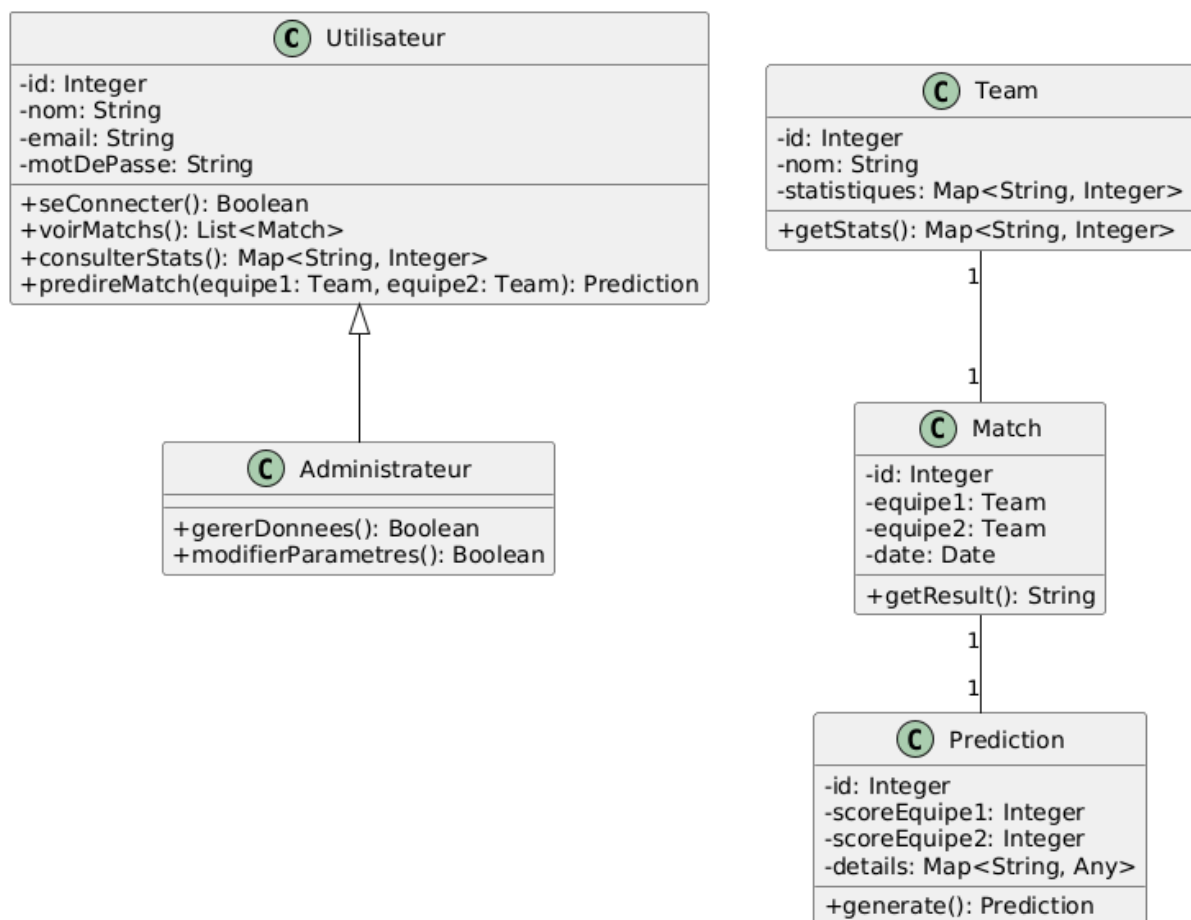 C Utilisateur
-id: Integer
-nom: String
-email: String
-motDePasse: String
+seConnecter(): Boolean
+voirMatchs(): List<Match>
+consulterStats(): Map<String, Integer>
+predireMatch(equipe1: Team, equipe2: Team): Prediction
C Administrateur
+gererDonnees(): Boolean
+modifierParametres(): Boolean
C Team
-id: Integer
-nom: String
-statistiques: Map<String, Integer>
+getStats(): Map<String, Integer>
1
1
C Match
-id: Integer
-equipe1: Team
-equipe2: Team
-date: Date
+getResult(): String
1
1
C Prediction
-id: Integer
-scoreEquipe1: Integer
-scoreEquipe2: Integer
-details: Map<String, Any>
+generate(): Prediction